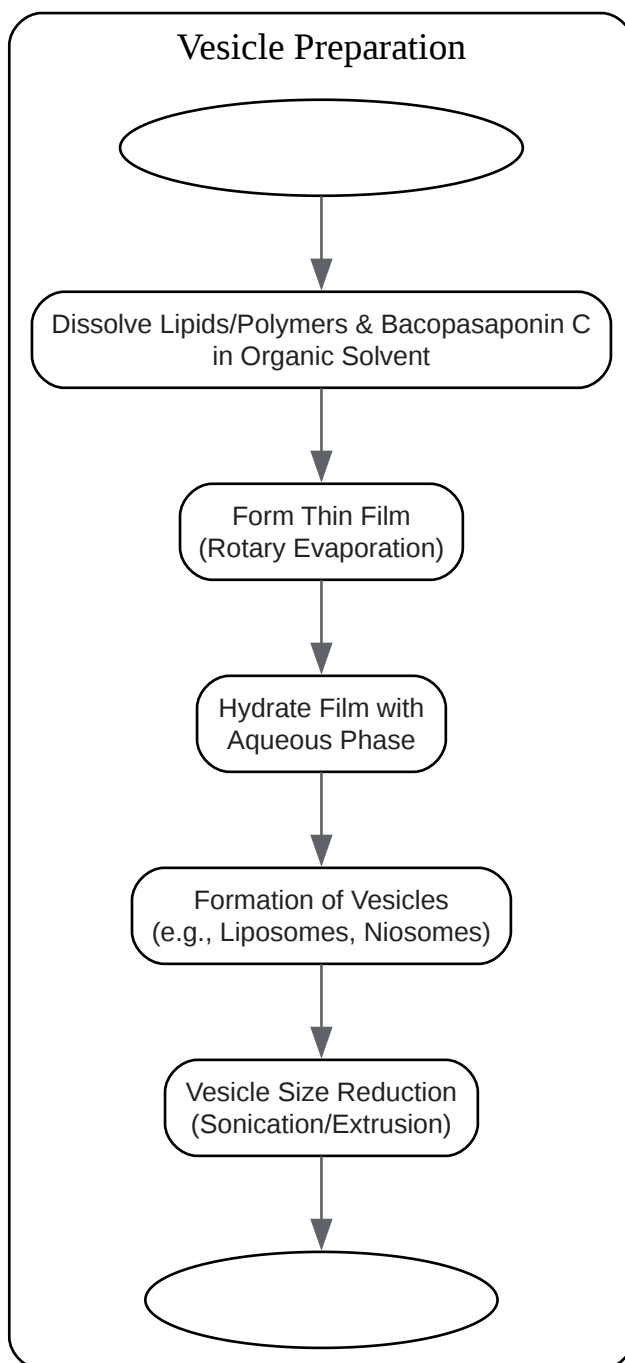 Vesicle Preparation
Dissolve Lipids/Polymers & Bacopasaponin C
in Organic Solvent
Form Thin Film
(Rotary Evaporation)
Hydrate Film with
Aqueous Phase
Formation of Vesicles
(e.g., Liposomes, Niosomes)
Vesicle Size Reduction
(Sonication/Extrusion)